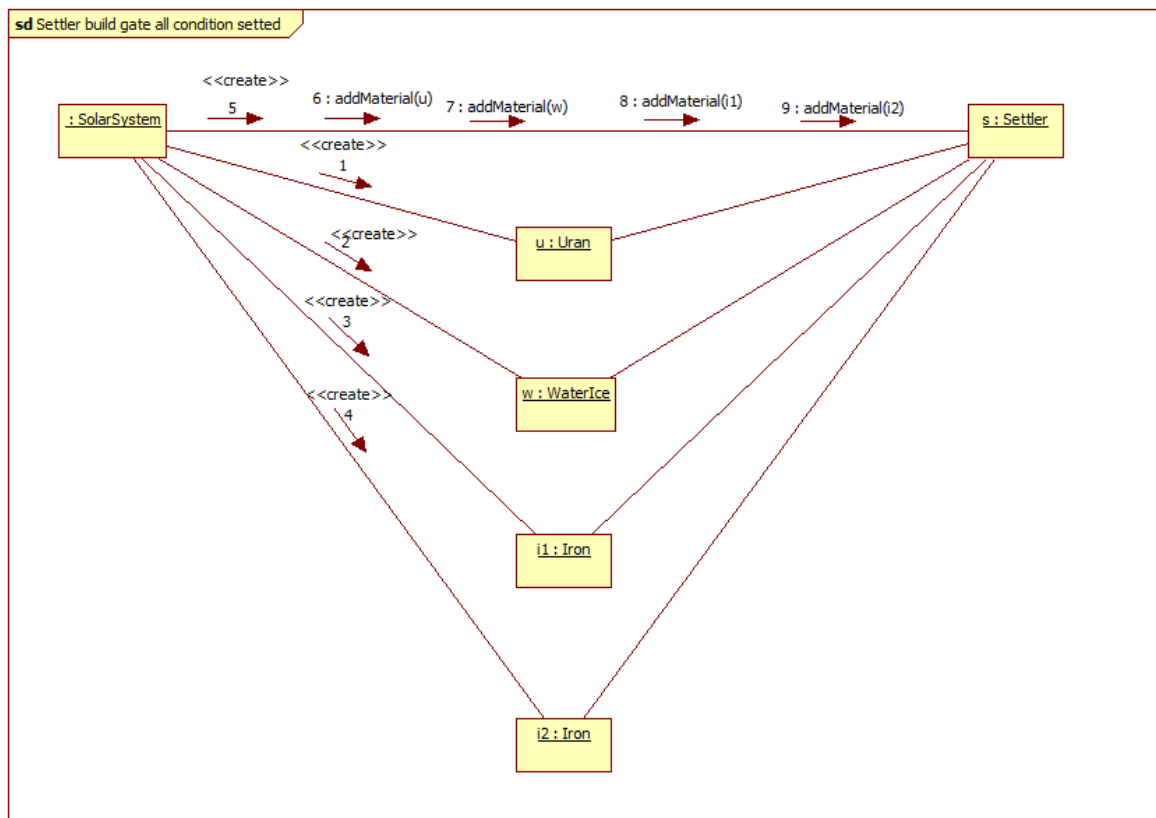 sd Settler build gate all condition setted
<<create>>
5
6 : addMaterial(u)
7 : addMaterial(w)
8 : addMaterial(i1)
9 : addMaterial(i2)
: SolarSystem
s : Settler
<<create>>
1
<<create>>
2
u : Uran
<<create>>
3
<<create>>
4
w : WaterIce
i1 : Iron
i2 : Iron